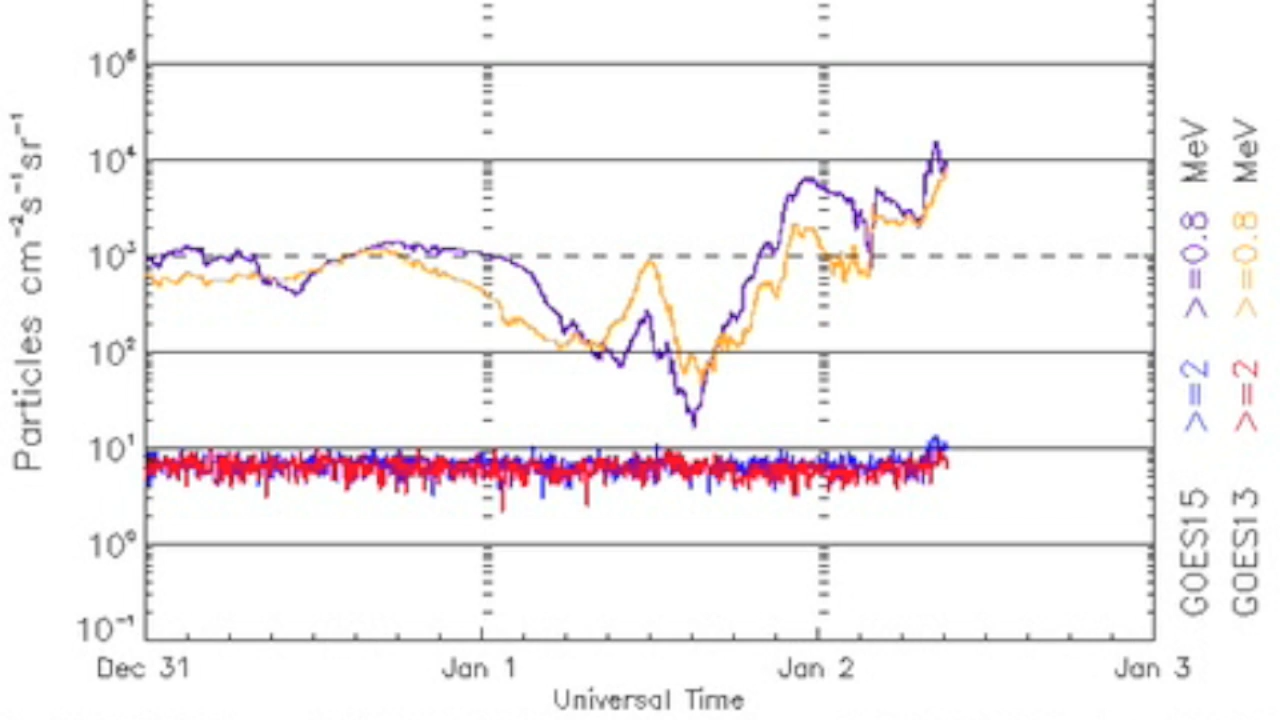 10⁶
10⁴
10³
10²
10¹
10⁰
10⁻¹
Particles cm⁻²s⁻¹sr⁻¹
Dec 31 Jan 1 Jan 2 Jan 3
Universal Time
GOES15 >=2 >=0.8 MeV
GOES13 >=2 >=0.8 MeV